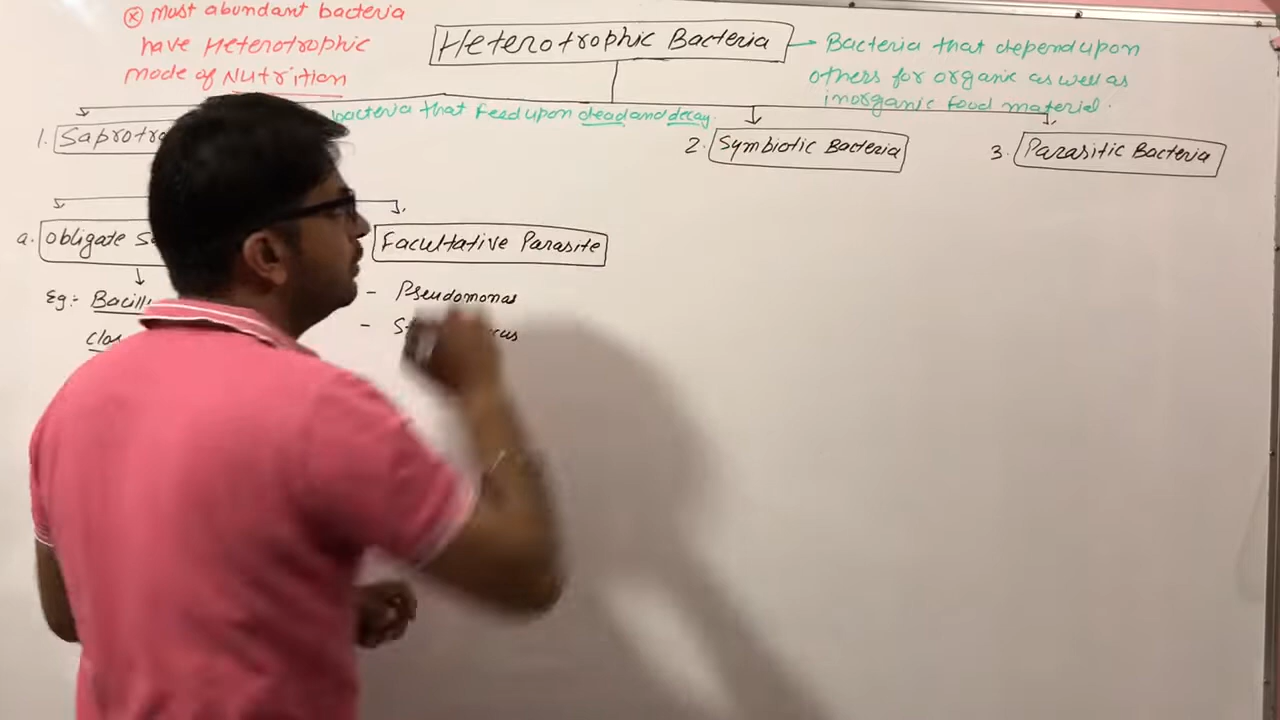 ⓧ Most abundant bacteria
have Heterotrophic
mode of Nutrition
Heterotrophic Bacteria
Bacteria that depend upon
others for organic as well as
inorganic food material.
bacteria that feed upon dead and decay.
1. Saprotro
2. Symbiotic Bacteria
3. Parasitic Bacteria
a. Obligate S
Facultative Parasite
Eg:- Bacill
- Pseudomonas